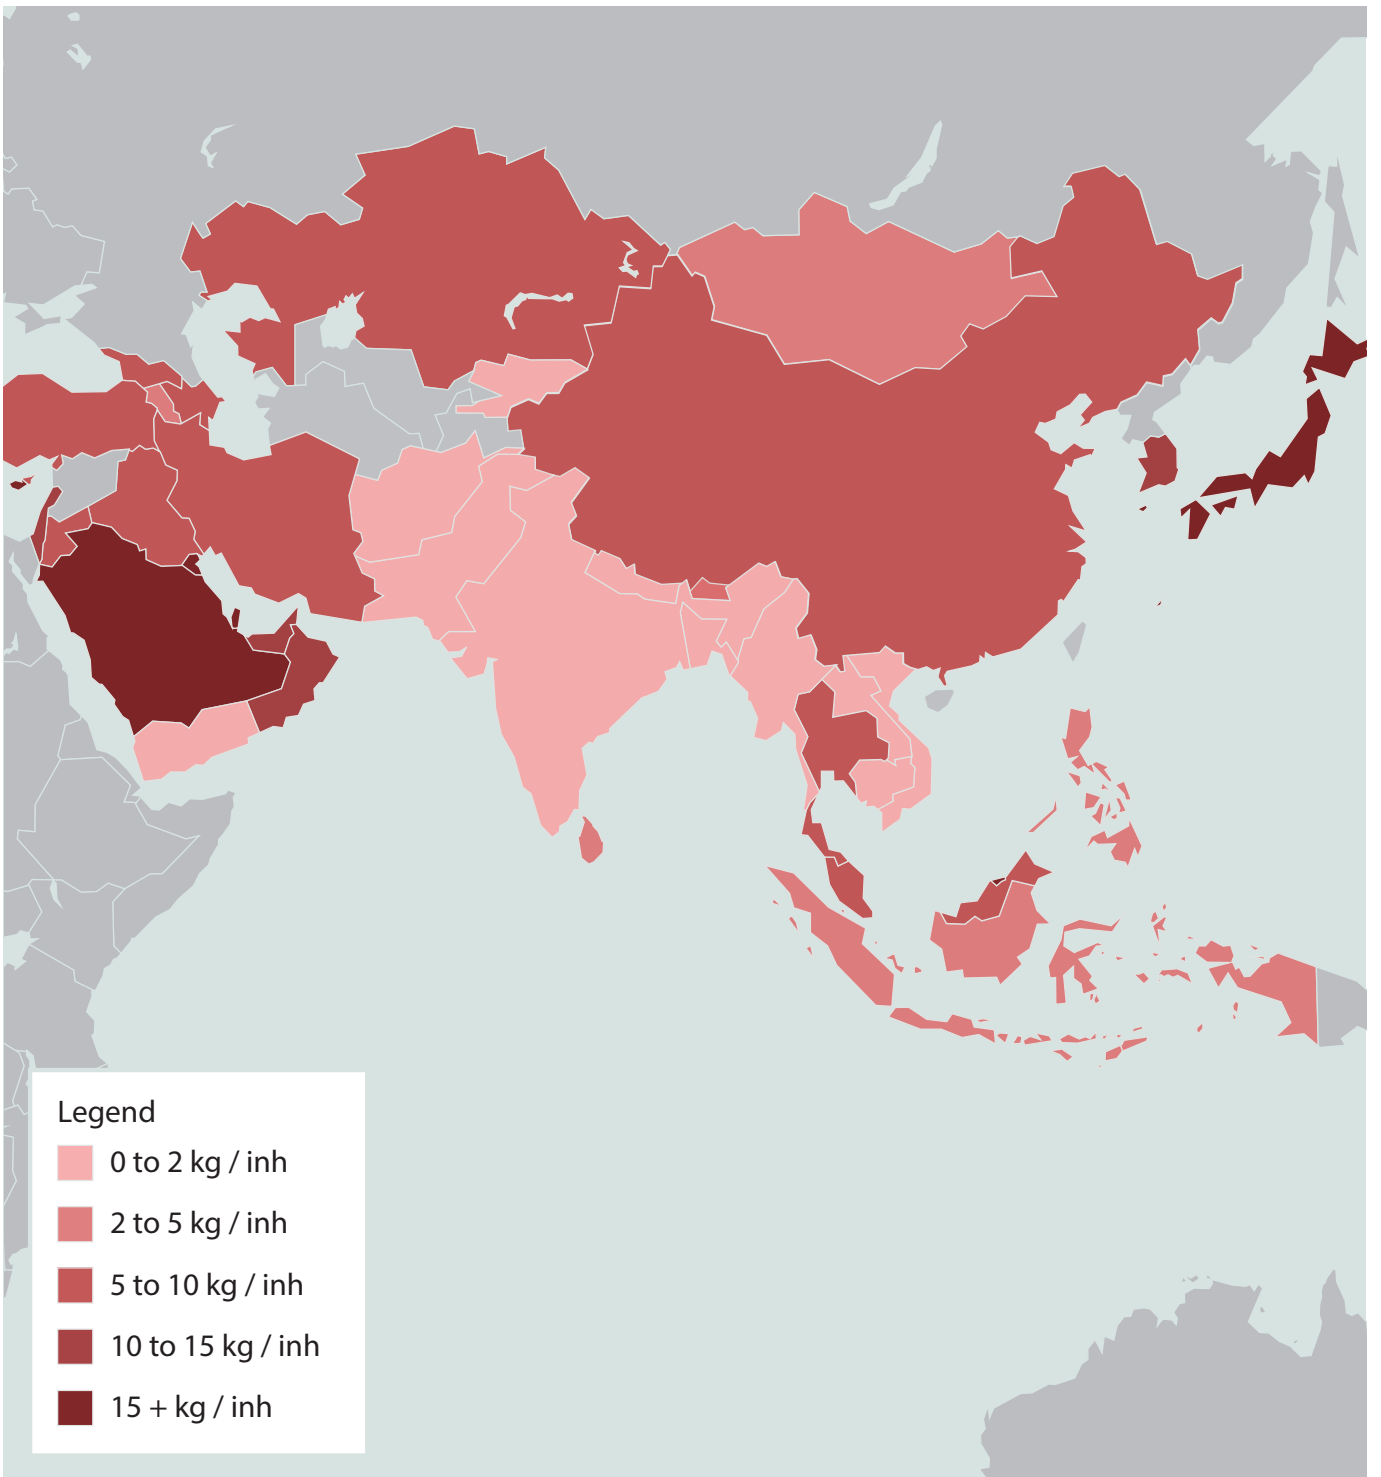 Legend
0 to 2 kg / inh
2 to 5 kg / inh
5 to 10 kg / inh
10 to 15 kg / inh
15 + kg / inh